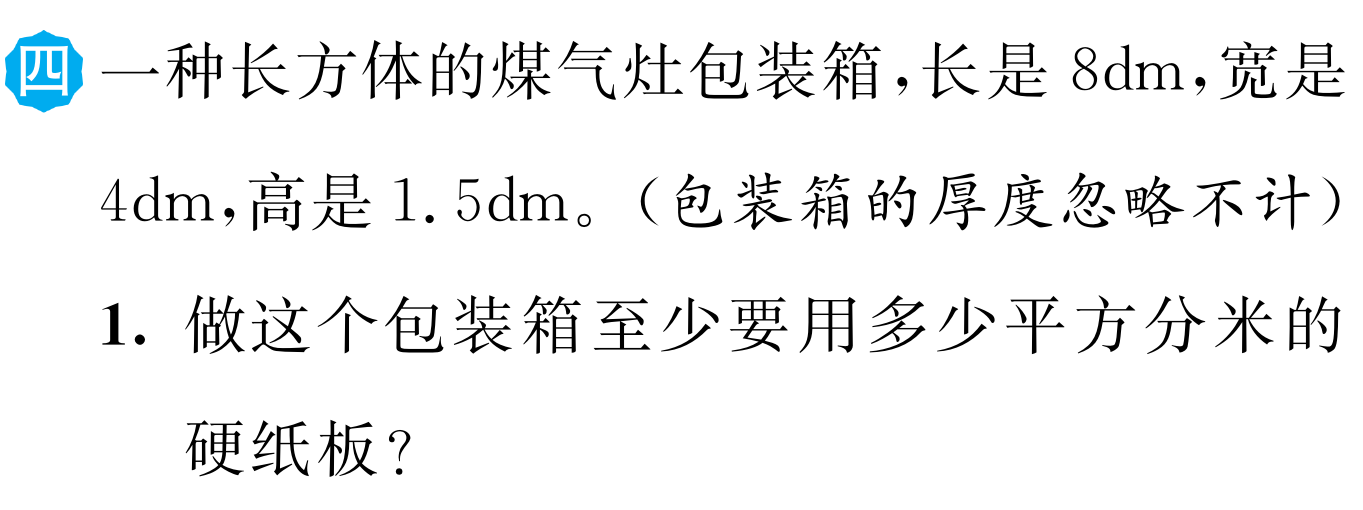 四 一种长方体的煤气灶包装箱,长是 8dm,宽是
4dm,高是 1. 5dm。(包装箱的厚度忽略不计)
1. 做这个包装箱至少要用多少平方分米的
硬纸板?